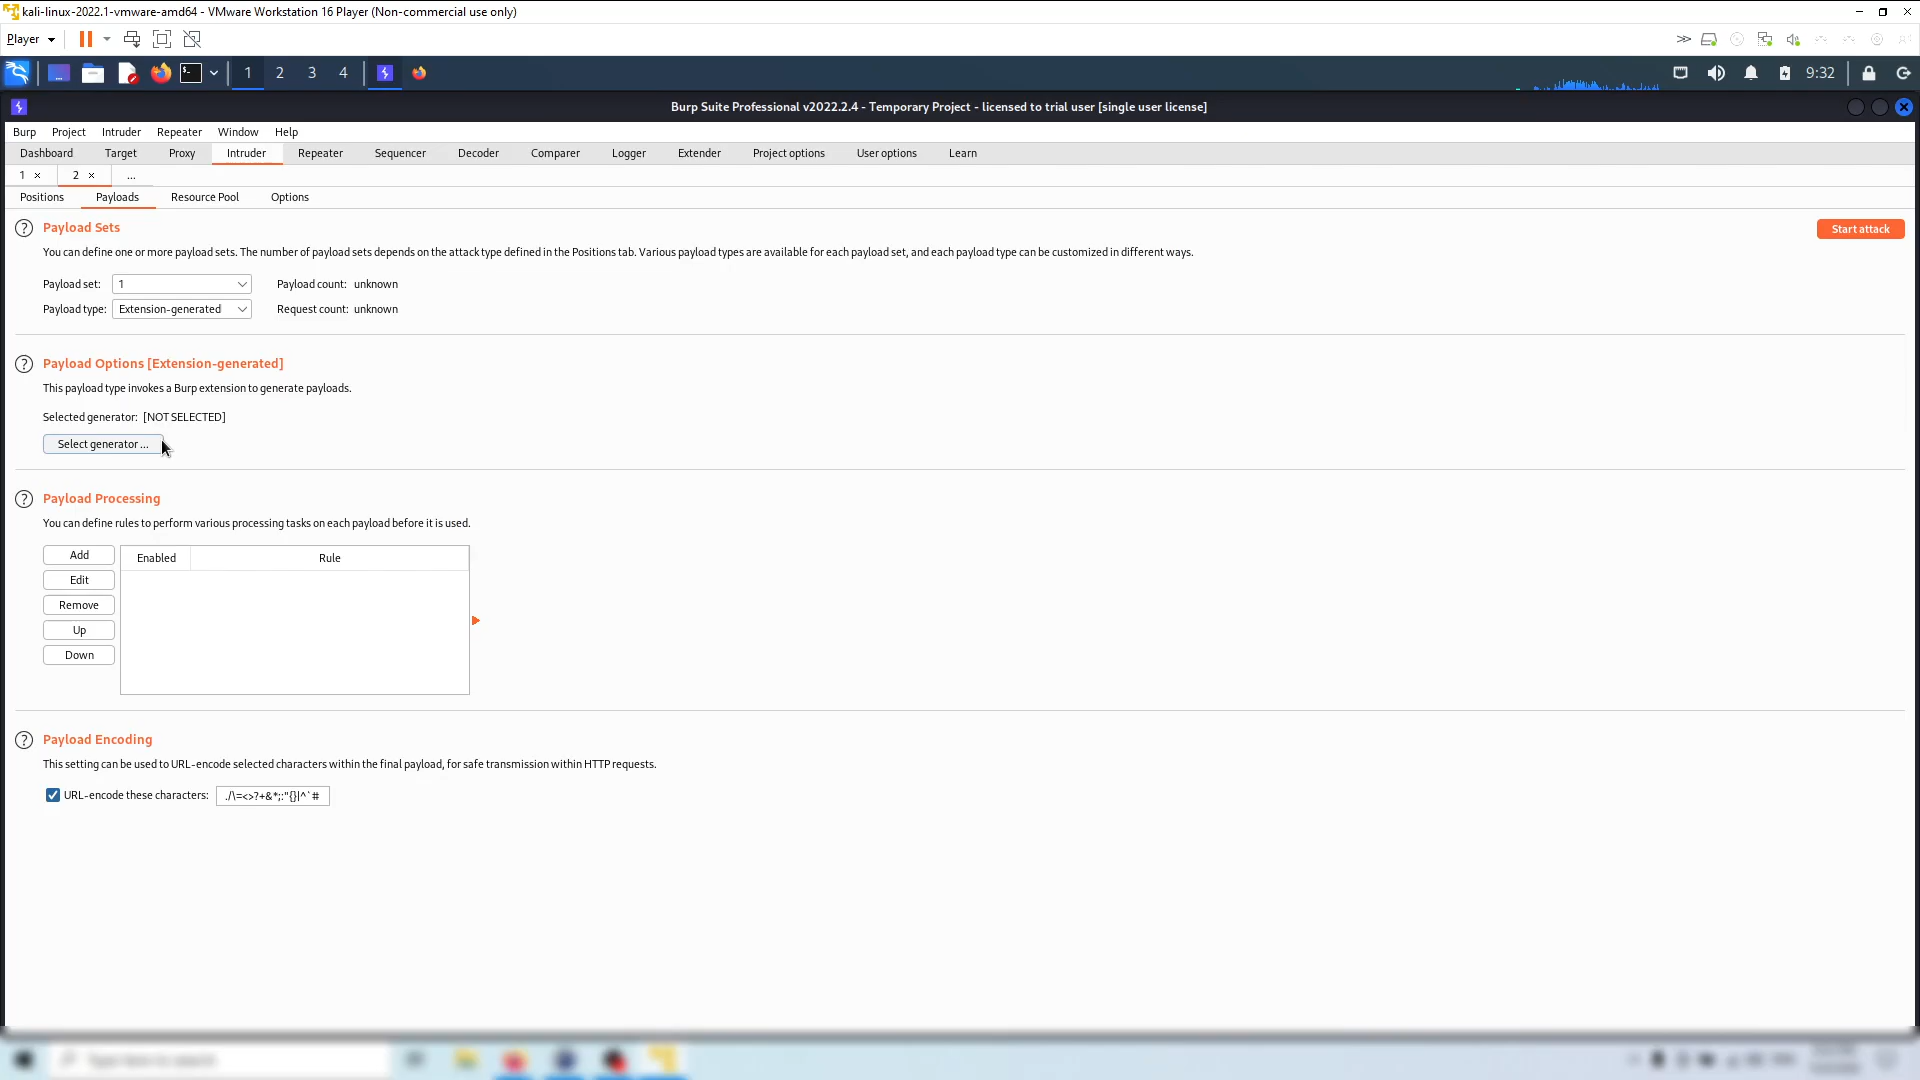 kali-linux-2022.1-vmware-amd64 - VMware Workstation 16 Player (Non-commercial use only)
Player
1 2 3 4
9:32
Burp Suite Professional v2022.2.4 - Temporary Project - licensed to trial user [single user license]
Burp Project Intruder Repeater Window Help
Dashboard Target Proxy Intruder Repeater Sequencer Decoder Comparer Logger Extender Project options User options Learn
1 × 2 × ...
Positions Payloads Resource Pool Options
? Payload Sets
Start attack
You can define one or more payload sets. The number of payload sets depends on the attack type defined in the Positions tab. Various payload types are available for each payload set, and each payload type can be customized in different ways.
Payload set: 1 Payload count: unknown
Payload type: Extension-generated Request count: unknown
? Payload Options [Extension-generated]
This payload type invokes a Burp extension to generate payloads.
Selected generator: [NOT SELECTED]
Select generator ...
? Payload Processing
You can define rules to perform various processing tasks on each payload before it is used.
Add
Edit
Remove
Up
Down
Enabled Rule
? Payload Encoding
This setting can be used to URL-encode selected characters within the final payload, for safe transmission within HTTP requests.
URL-encode these characters: ./\=<>?+&*;:"{}|^`#
Type here to search